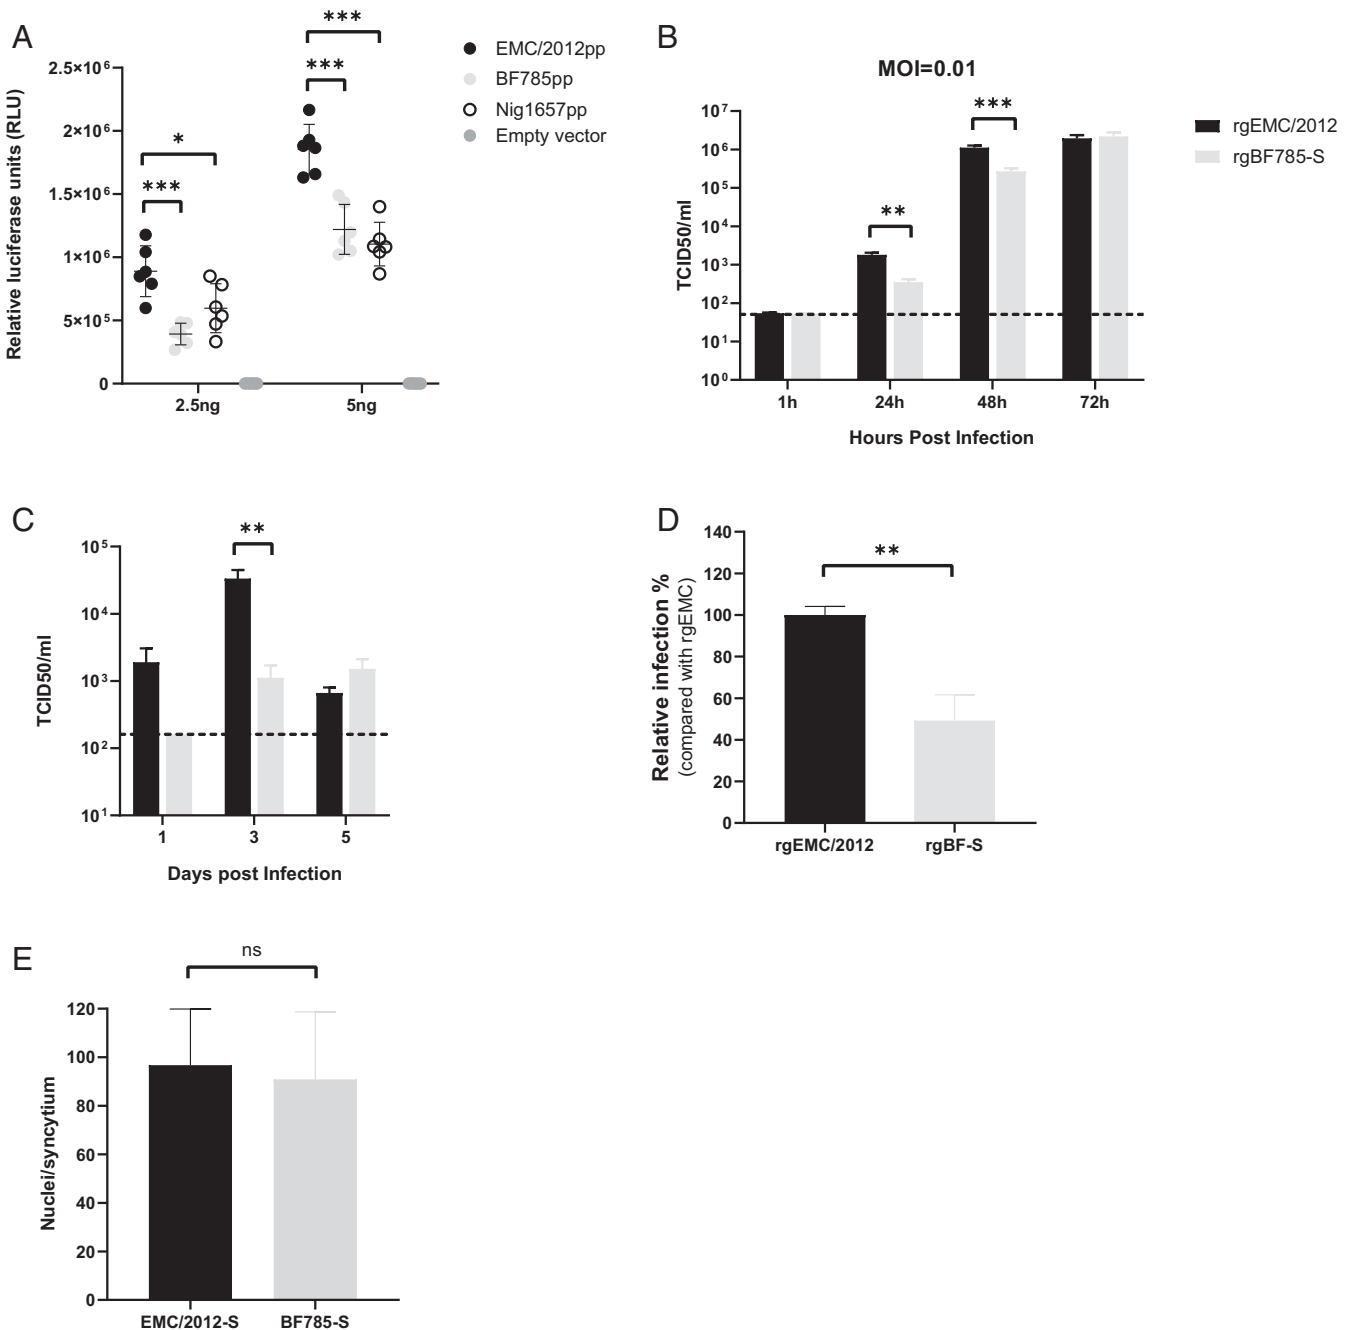 A
***
***
*
***
2.5×10⁶
2×10⁶
1.5×10⁶
1×10⁶
5×10⁵
0
Relative luciferase units (RLU)
2.5ng
5ng
EMC/2012pp
BF785pp
Nig1657pp
Empty vector
B
MOI=0.01
***
**
10⁷
10⁶
10⁵
10⁴
10³
10²
10¹
10⁰
TCID50/ml
1h
24h
48h
72h
Hours Post Infection
rgEMC/2012
rgBF785-S
C
**
10⁵
10⁴
10³
10²
10¹
TCID50/ml
1
3
5
Days post Infection
D
**
140
120
100
80
60
40
20
0
Relative infection %
(compared with rgEMC)
rgEMC/2012
rgBF-S
E
ns
120
100
80
60
40
20
0
Nuclei/syncytium
EMC/2012-S
BF785-S